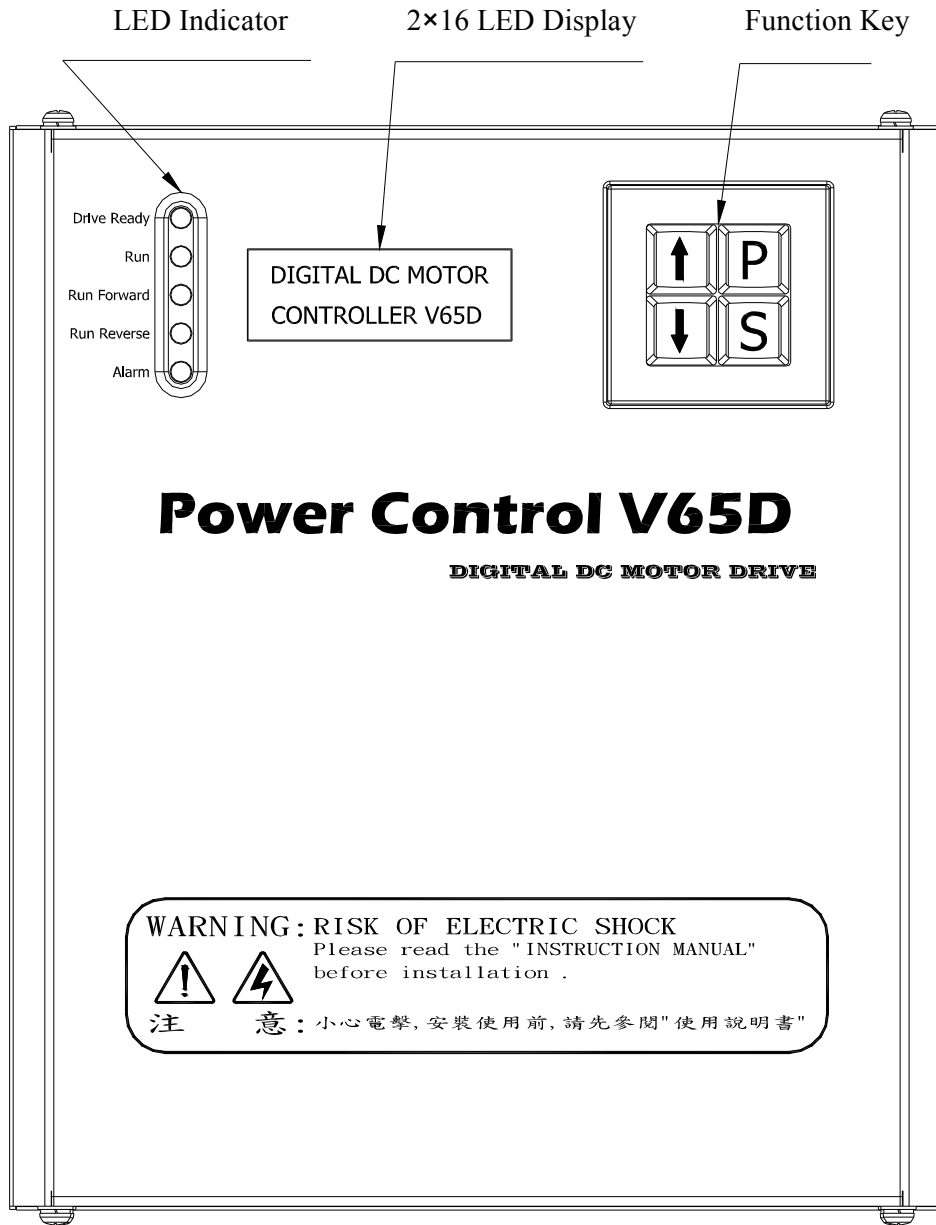 LED Indicator 2×16 LED Display Function Key
Drive Ready
Run
Run Forward
Run Reverse
Alarm
DIGITAL DC MOTOR
CONTROLLER V65D
↑ P
↓ S
Power Control V65D
DIGITAL DC MOTOR DRIVE
WARNING: RISK OF ELECTRIC SHOCK
Please read the "INSTRUCTION MANUAL"
before installation .
注 意: 小心電擊, 安裝使用前, 請先參閱"使用說明書"